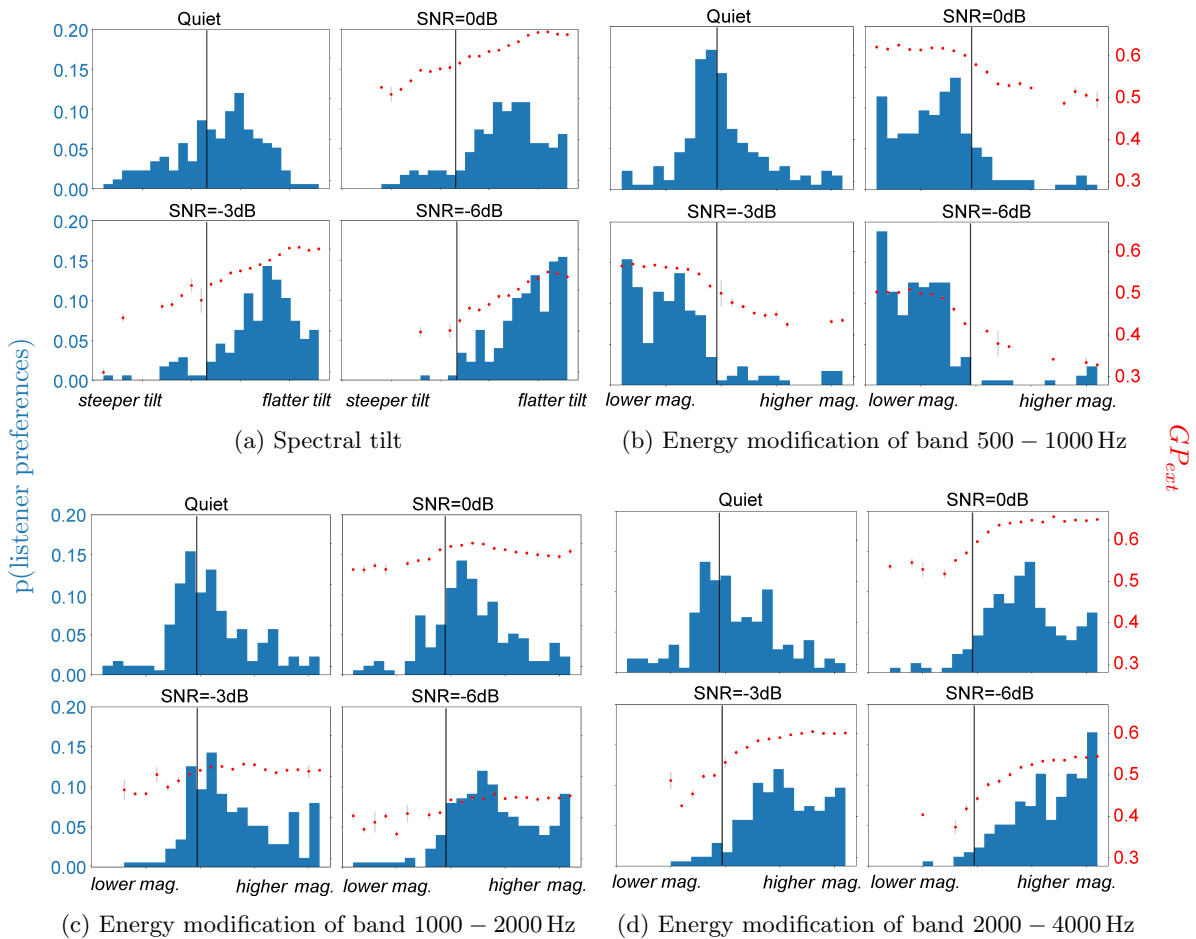 Quiet
SNR=0dB
Quiet
SNR=0dB
0.20
0.15
0.10
0.05
0.00
0.6
0.5
0.4
0.3
SNR=-3dB
SNR=-6dB
SNR=-3dB
SNR=-6dB
0.20
0.15
0.10
0.05
0.00
0.6
0.5
0.4
0.3
steeper tilt
flatter tilt
steeper tilt
flatter tilt
lower mag.
higher mag.
lower mag.
higher mag.
(a) Spectral tilt
(b) Energy modification of band 500 − 1000 Hz
p(listener preferences)
GP_ext
Quiet
SNR=0dB
Quiet
SNR=0dB
0.20
0.15
0.10
0.05
0.00
0.6
0.5
0.4
0.3
SNR=-3dB
SNR=-6dB
SNR=-3dB
SNR=-6dB
0.20
0.15
0.10
0.05
0.00
0.6
0.5
0.4
0.3
lower mag.
higher mag.
lower mag.
higher mag.
lower mag.
higher mag.
lower mag.
higher mag.
(c) Energy modification of band 1000 − 2000 Hz
(d) Energy modification of band 2000 − 4000 Hz